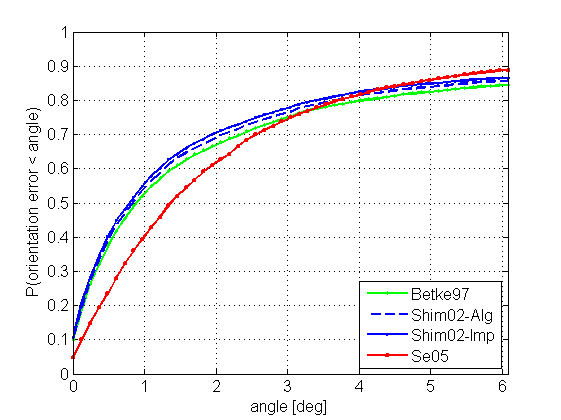 1
0.9
0.8
0.7
0.6
0.5
0.4
0.3
0.2
0.1
0
P(orientation error < angle)
Betke97
Shim02-Alg
Shim02-Imp
Se05
0 1 2 3 4 5 6
angle [deg]